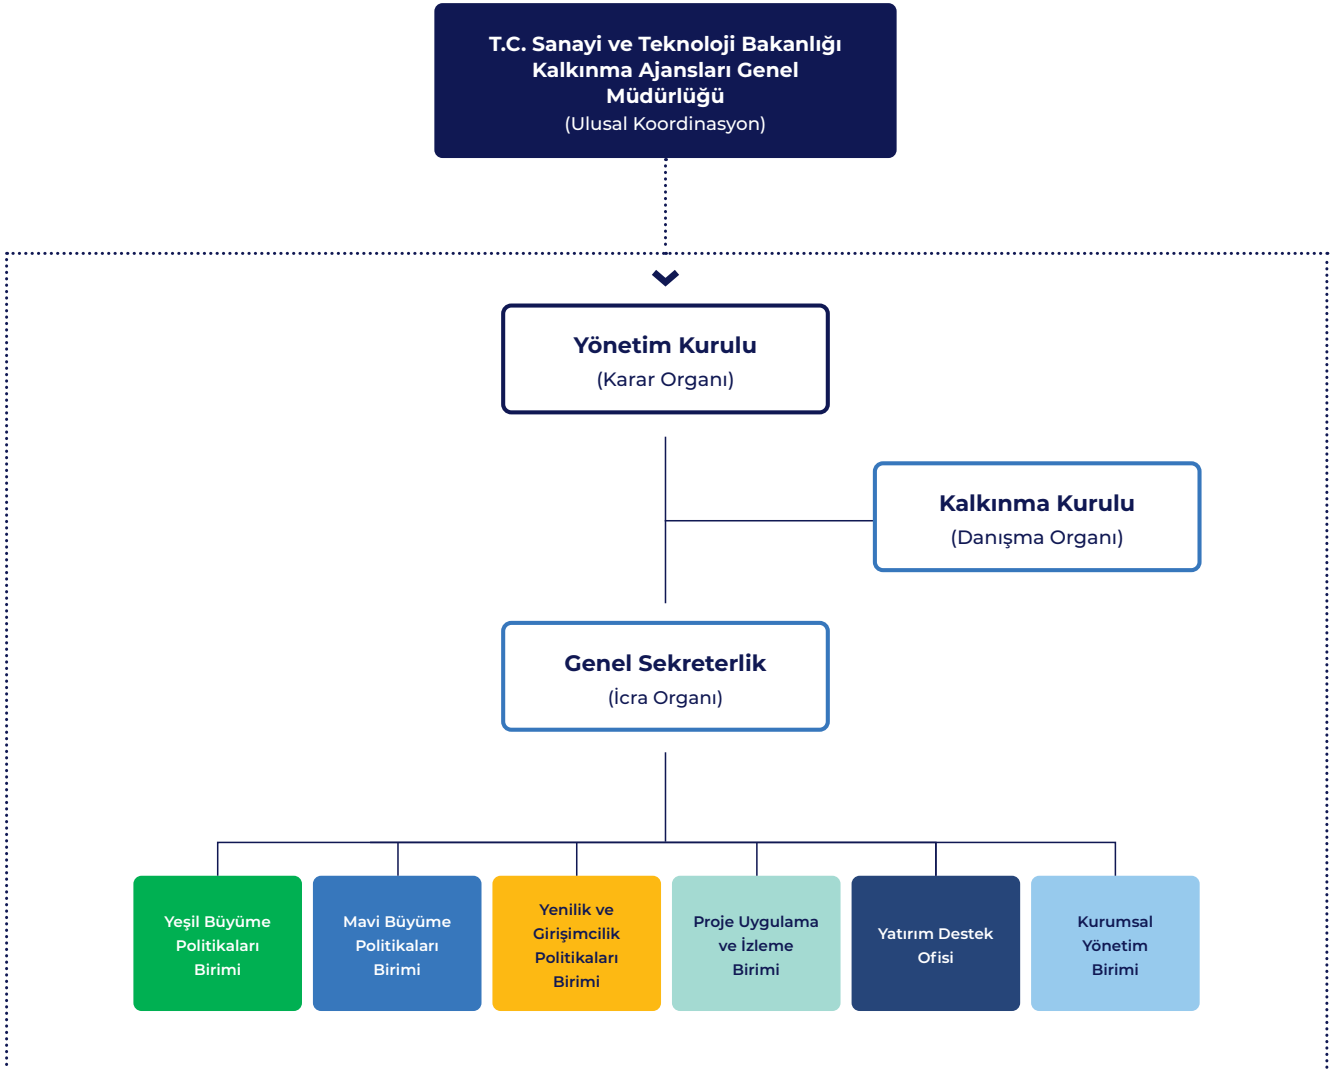 T.C. Sanayi ve Teknoloji Bakanlığı
Kalkınma Ajansları Genel
Müdürlüğü
(Ulusal Koordinasyon)
Yönetim Kurulu
(Karar Organı)
Kalkınma Kurulu
(Danışma Organı)
Genel Sekreterlik
(İcra Organı)
Yeşil Büyüme
Politikaları
Birimi
Mavi Büyüme
Politikaları
Birimi
Yenilik ve
Girişimcilik
Politikaları
Birimi
Proje Uygulama
ve İzleme
Birimi
Yatırım Destek
Ofisi
Kurumsal
Yönetim
Birimi